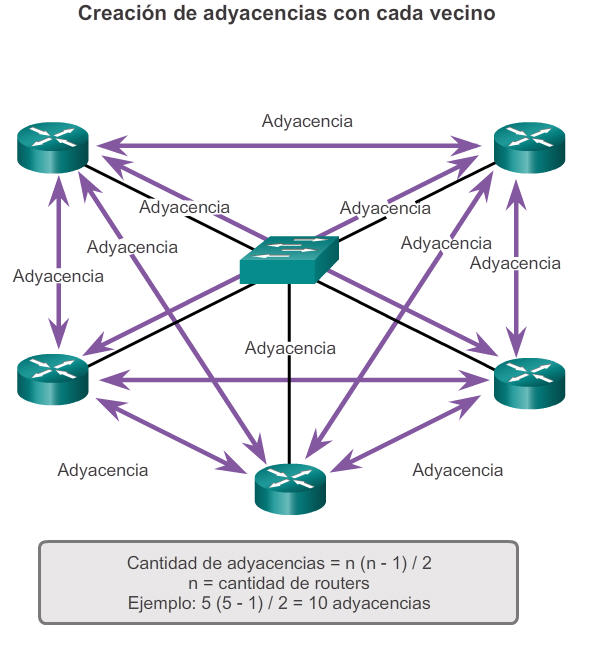 Creación de adyacencias con cada vecino
Adyacencia
Adyacencia
Adyacencia
Adyacencia
Adyacencia
Adyacencia
Adyacencia
Adyacencia
Adyacencia
Adyacencia
Cantidad de adyacencias = n (n - 1) / 2
n = cantidad de routers
Ejemplo: 5 (5 - 1) / 2 = 10 adyacencias